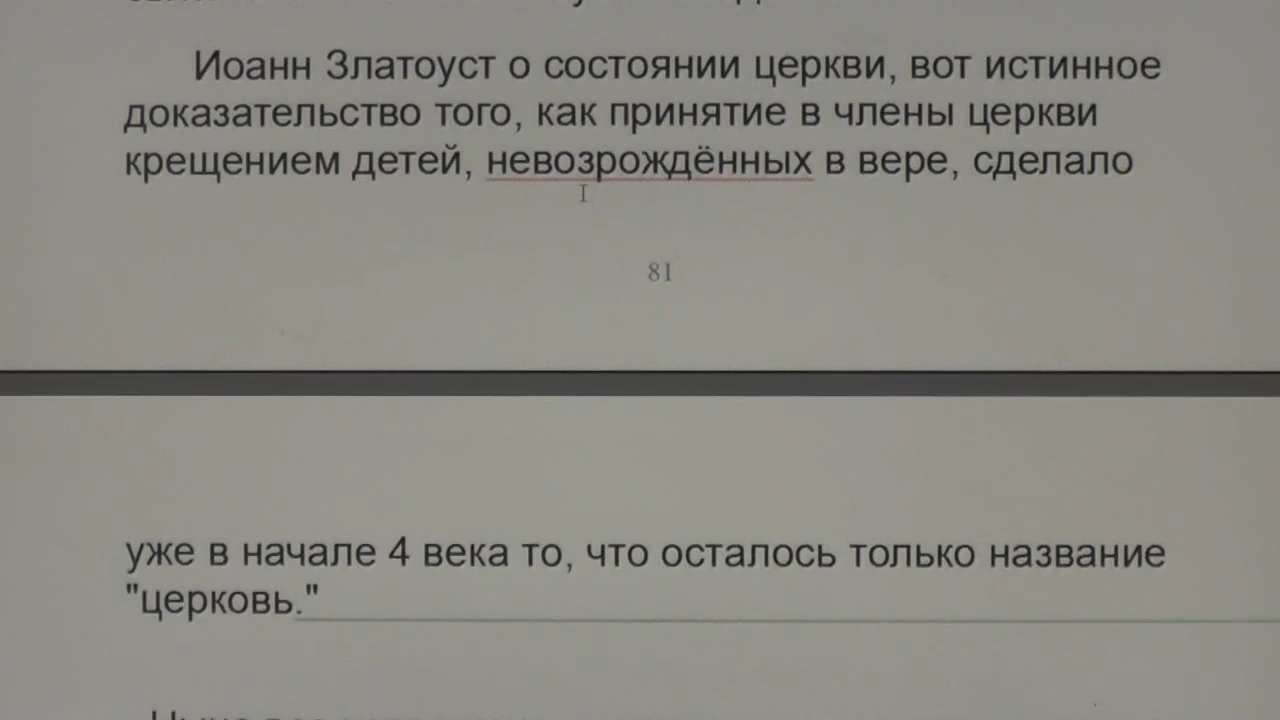 Иоанн Златоуст о состоянии церкви, вот истинное
доказательство того, как принятие в члены церкви
крещением детей, невозрождённых в вере, сделало
81
уже в начале 4 века то, что осталось только название
"церковь."